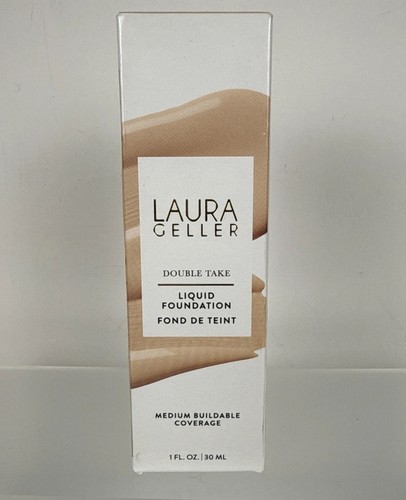 LAURA
GELLER
DOUBLE TAKE
LIQUID
FOUNDATION
FOND DE TEINT
MEDIUM BUILDABLE
COVERAGE
1 FL. OZ. | 30 ML